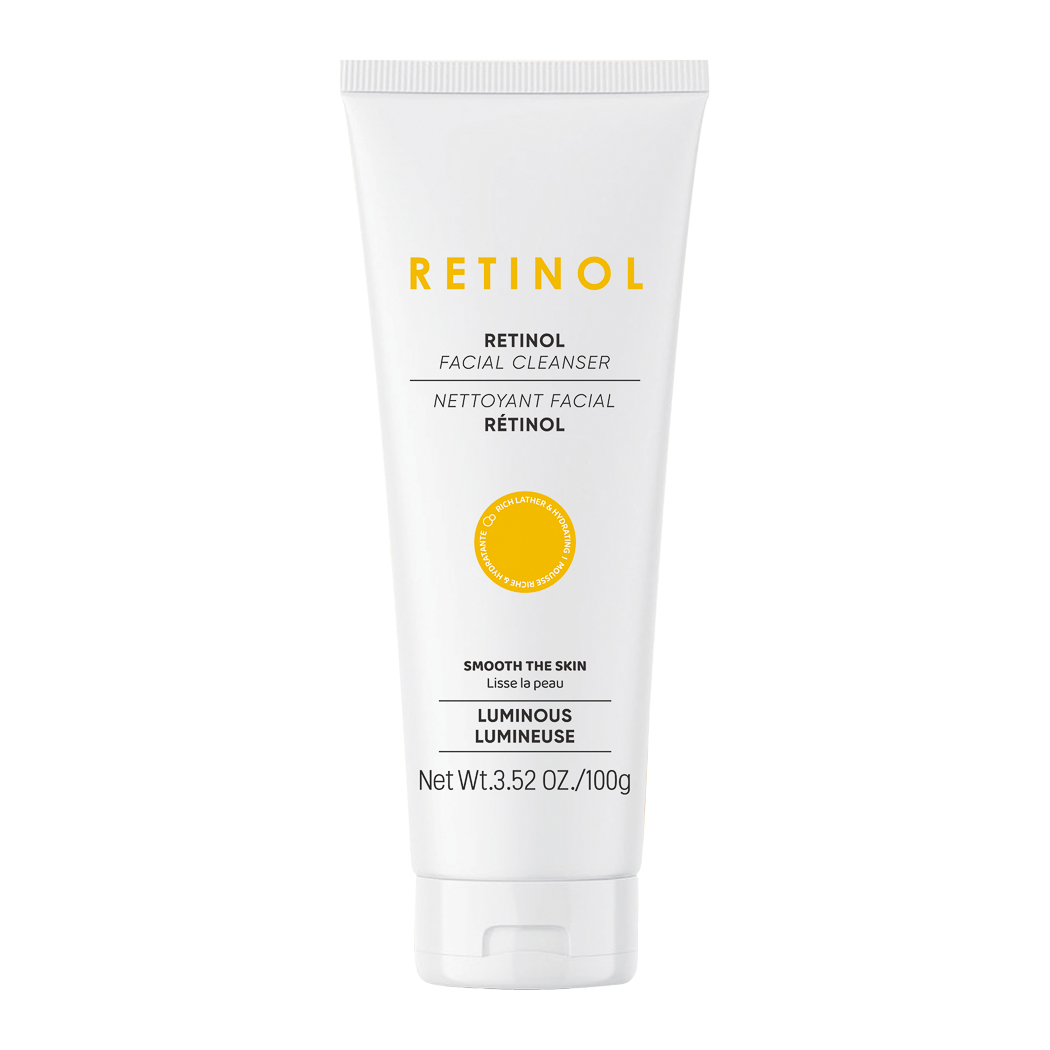 RETINOL
RETINOL
FACIAL CLEANSER
NETTOYANT FACIAL
RÉTINOL
RICH LATHER & HYDRATING | MOUSSE RICHE & HYDRATANTE
SMOOTH THE SKIN
Lisse la peau
LUMINOUS
LUMINEUSE
Net Wt.3.52 OZ./100g